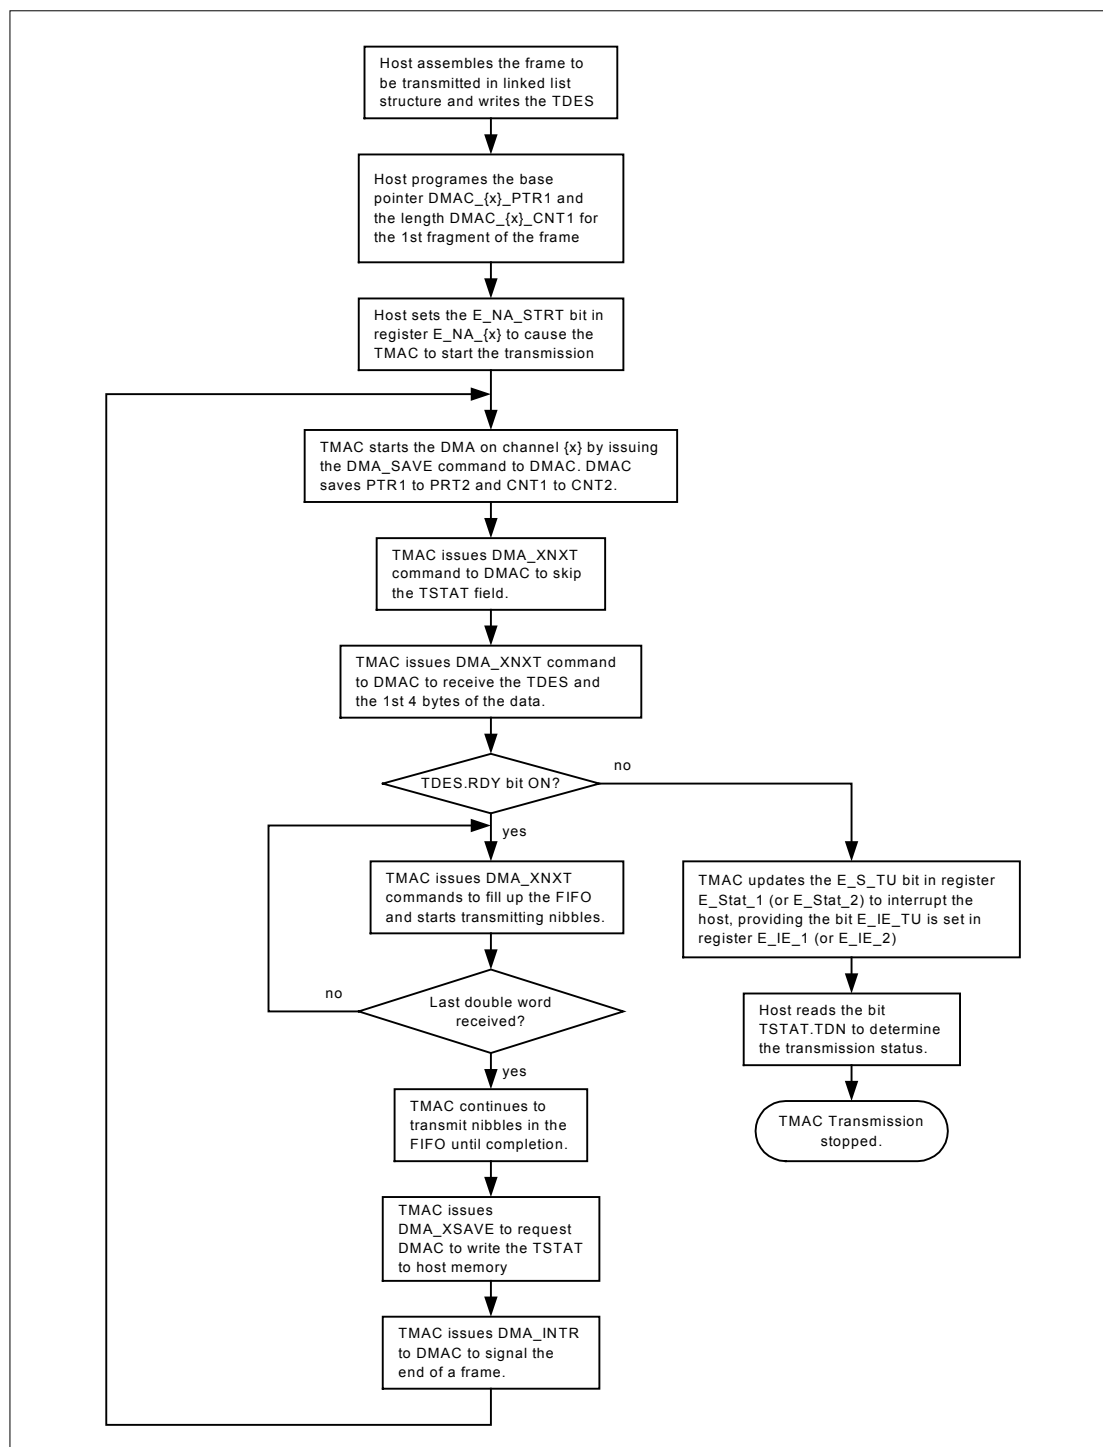 Host assembles the frame to
be transmitted in linked list
structure and writes the TDES
Host programes the base
pointer DMAC_{x}_PTR1 and
the length DMAC_{x}_CNT1 for
the 1st fragment of the frame
Host sets the E_NA_STRT bit in
register E_NA_{x} to cause the
TMAC to start the transmission
TMAC starts the DMA on channel {x} by issuing
the DMA_SAVE command to DMAC. DMAC
saves PTR1 to PRT2 and CNT1 to CNT2.
TMAC issues DMA_XNXT
command to DMAC to skip
the TSTAT field.
TMAC issues DMA_XNXT command
to DMAC to receive the TDES and
the 1st 4 bytes of the data.
TDES.RDY bit ON?
no
yes
TMAC issues DMA_XNXT
commands to fill up the FIFO
and starts transmitting nibbles.
Last double word
received?
no
yes
TMAC continues to
transmit nibbles in the
FIFO until completion.
TMAC issues
DMA_XSAVE to request
DMAC to write the TSTAT
to host memory
TMAC issues DMA_INTR
to DMAC to signal the
end of a frame.
TMAC updates the E_S_TU bit in register
E_Stat_1 (or E_Stat_2) to interrupt the
host, providing the bit E_IE_TU is set in
register E_IE_1 (or E_IE_2)
Host reads the bit
TSTAT.TDN to determine
the transmission status.
TMAC Transmission
stopped.